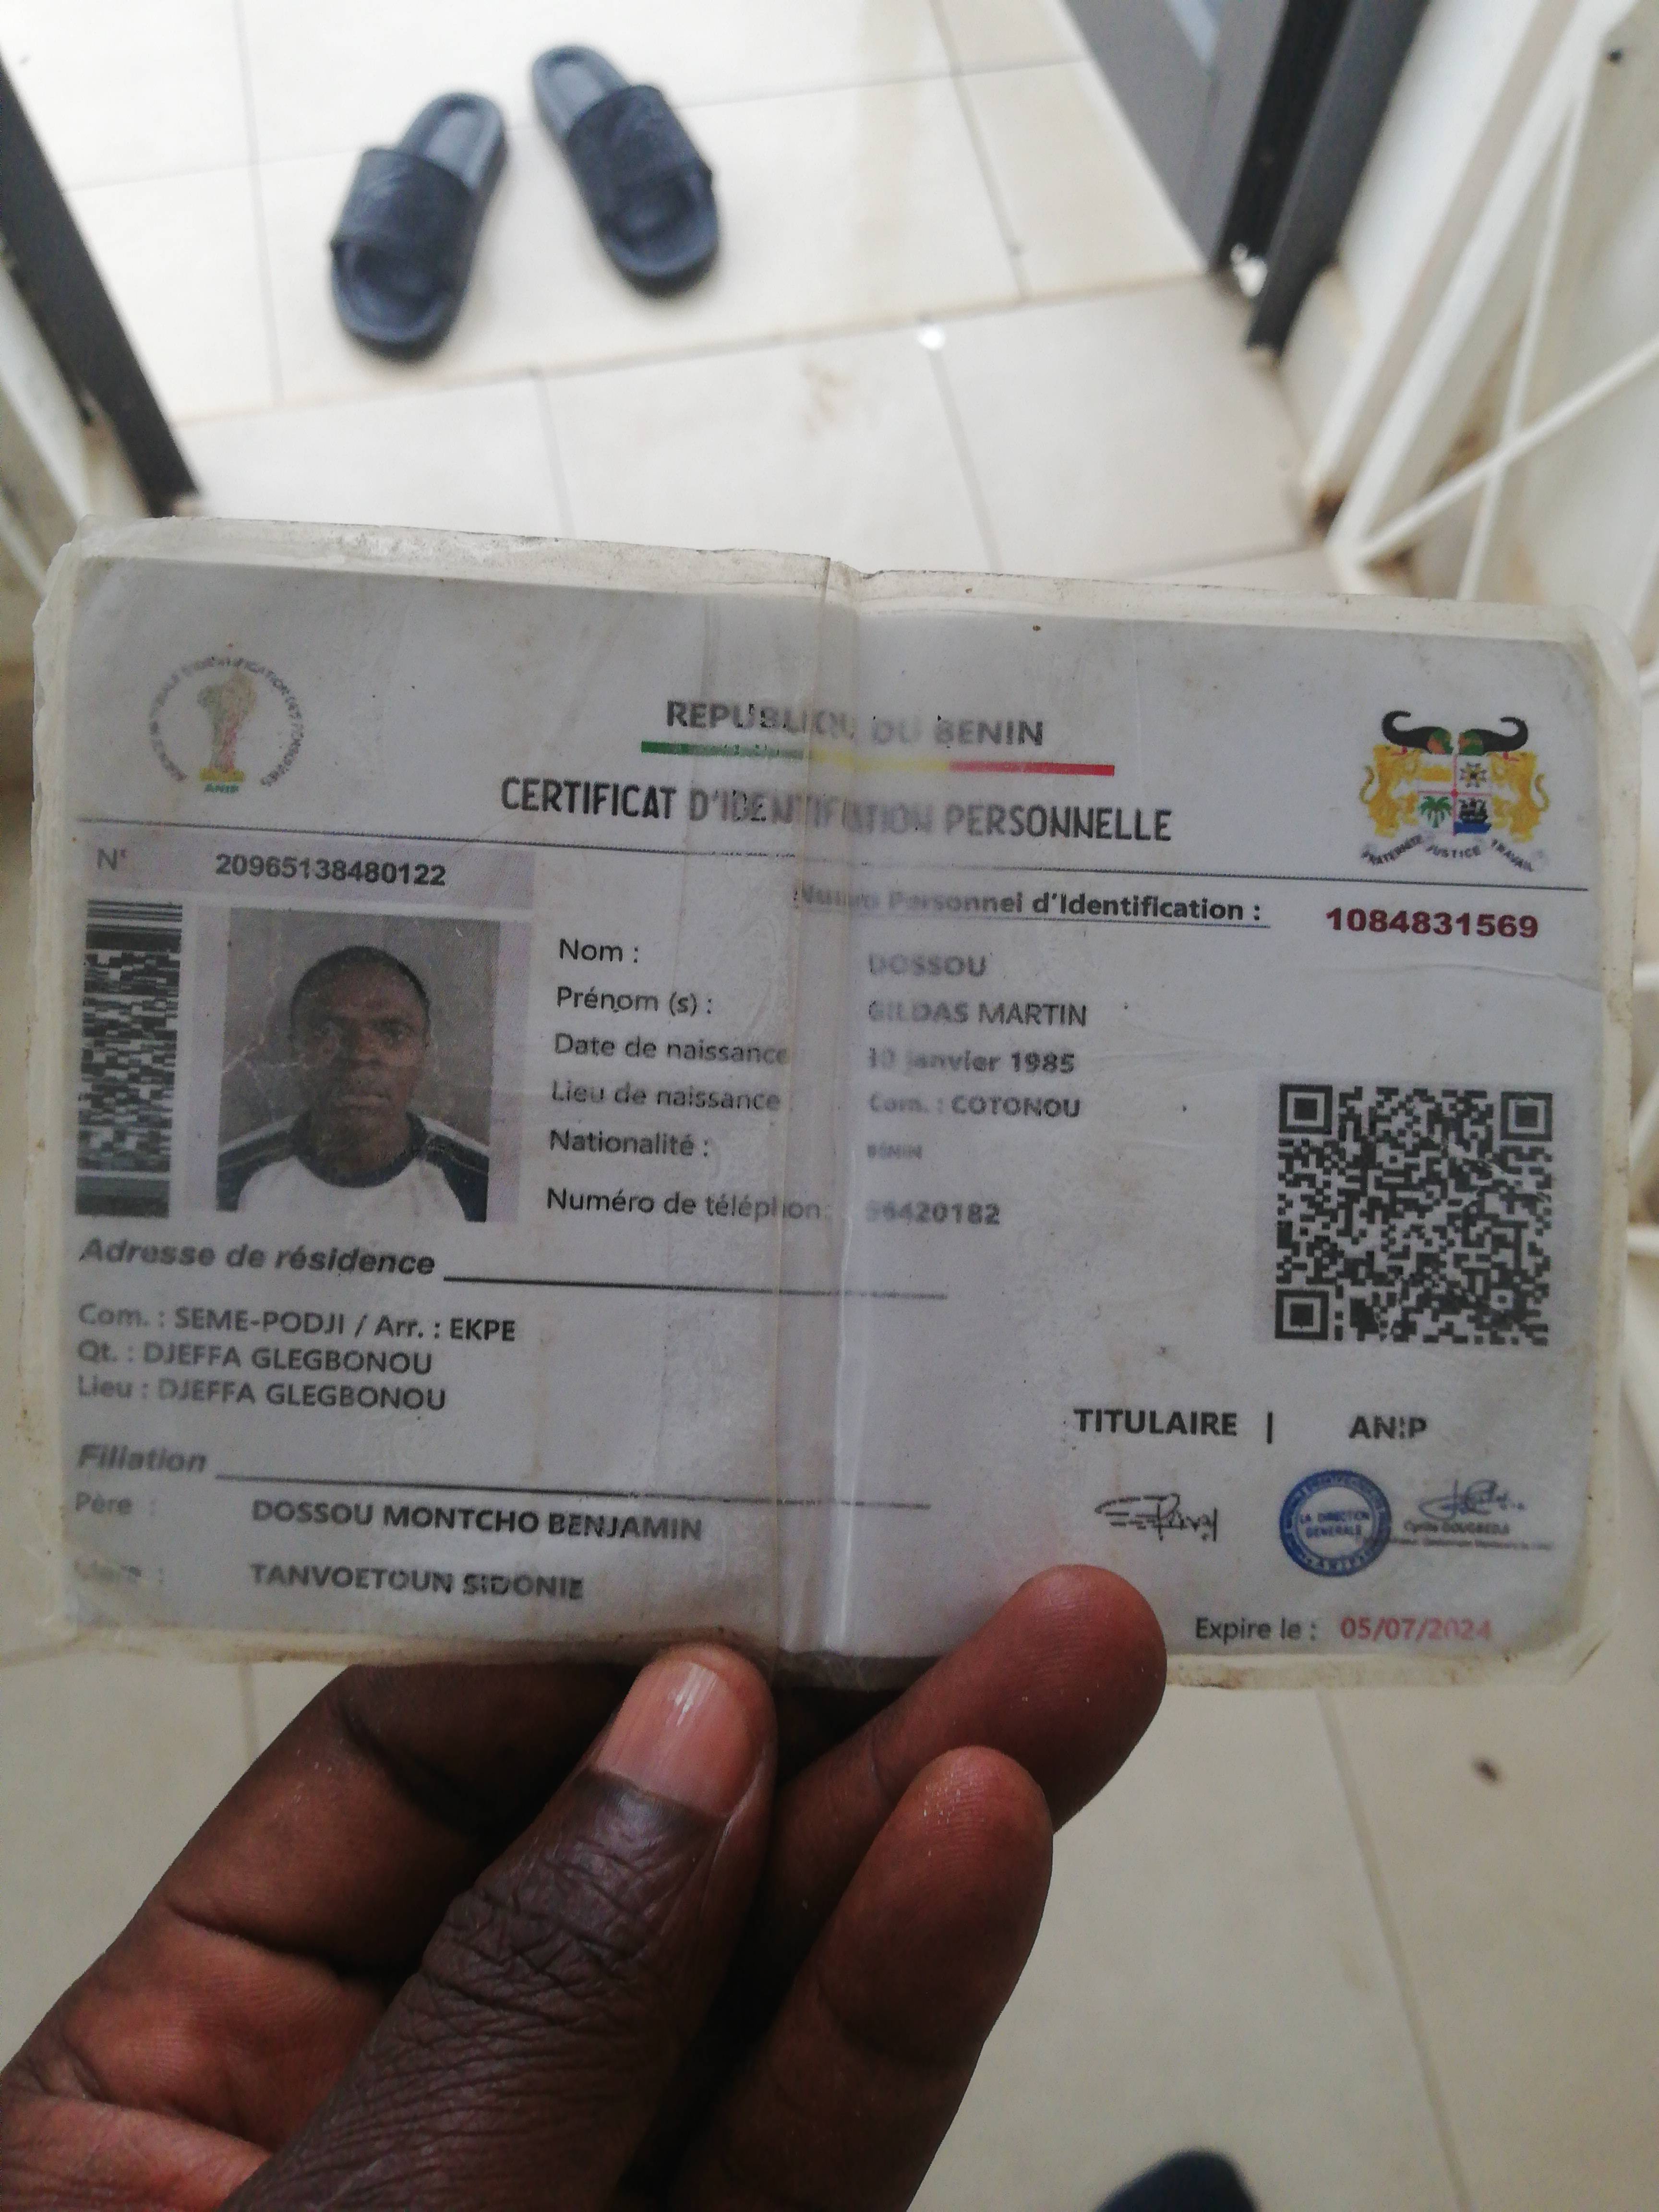 REPUBLIQUE DU BENIN
CERTIFICAT D'IDENTIFICATION PERSONNELLE
ANIP
FRATERNITE JUSTICE TRAVAIL
N° 20965138480122
Numéro Personnel d'Identification : 1084831569
Nom : DOSSOU
Prénom (s) : GILDAS MARTIN
Date de naissance 10 janvier 1985
Lieu de naissance : Com. : COTONOU
Nationalité : BENIN
Numéro de téléphon: 96420182
Adresse de résidence
Com. : SEME-PODJI / Arr. : EKPE
Qt. : DJEFFA GLEGBONOU
Lieu : DJEFFA GLEGBONOU
TITULAIRE | ANIP
Filiation
Père : DOSSOU MONTCHO BENJAMIN
Mère : TANVOETOUN SIDONIE
LA DIRECTION GENERALE
ANIP
Expire le : 05/07/2024